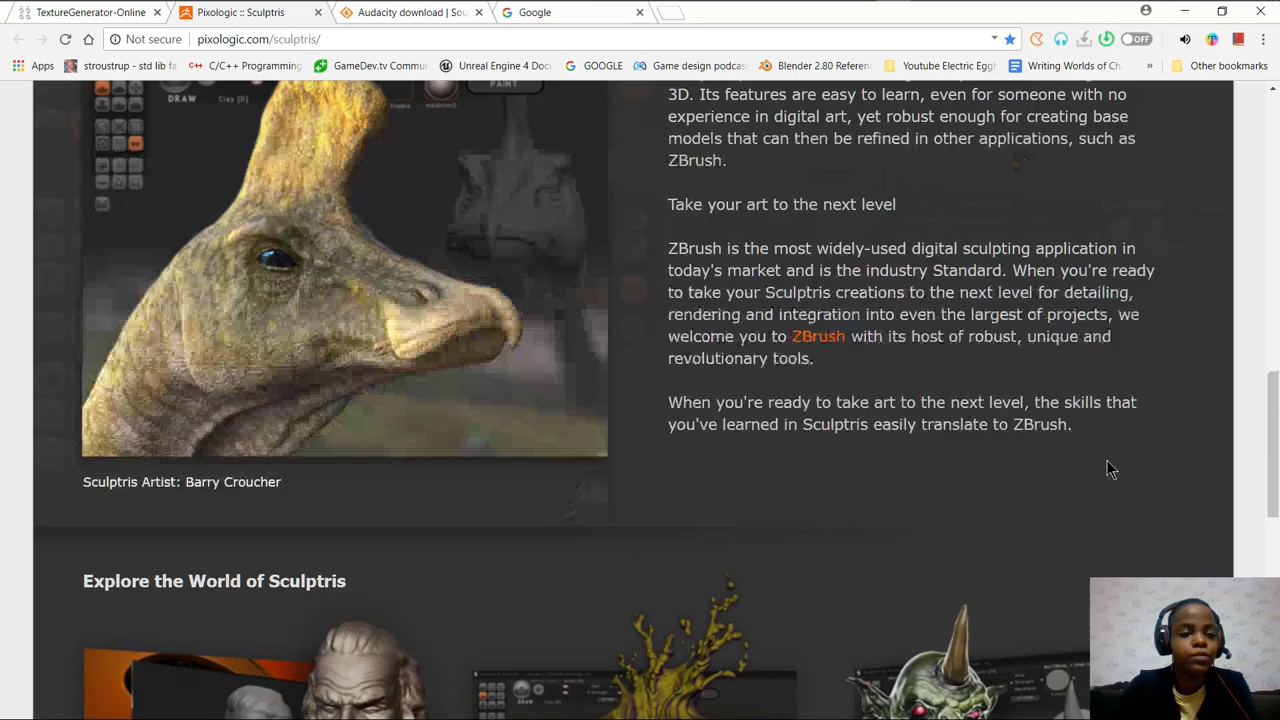 TextureGenerator-Online
Pixologic :: Sculptris
Audacity download | Sou
Google
Not secure
pixologic.com/sculptris/
OFF
Apps
stroustrup - std lib fa
C/C++ Programming
GameDev.tv Commu
Unreal Engine 4 Docu
GOOGLE
Game design podcas
Blender 2.80 Referen
Youtube Electric Eggh
Writing Worlds of Ch
»
Other bookmarks
DRAW
Clay [D]
PAINT
3D. Its features are easy to learn, even for someone with no
experience in digital art, yet robust enough for creating base
models that can then be refined in other applications, such as
ZBrush.
Take your art to the next level
ZBrush is the most widely-used digital sculpting application in
today's market and is the industry Standard. When you're ready
to take your Sculptris creations to the next level for detailing,
rendering and integration into even the largest of projects, we
welcome you to ZBrush with its host of robust, unique and
revolutionary tools.
When you're ready to take art to the next level, the skills that
you've learned in Sculptris easily translate to ZBrush.
Sculptris Artist: Barry Croucher
Explore the World of Sculptris
DRAW